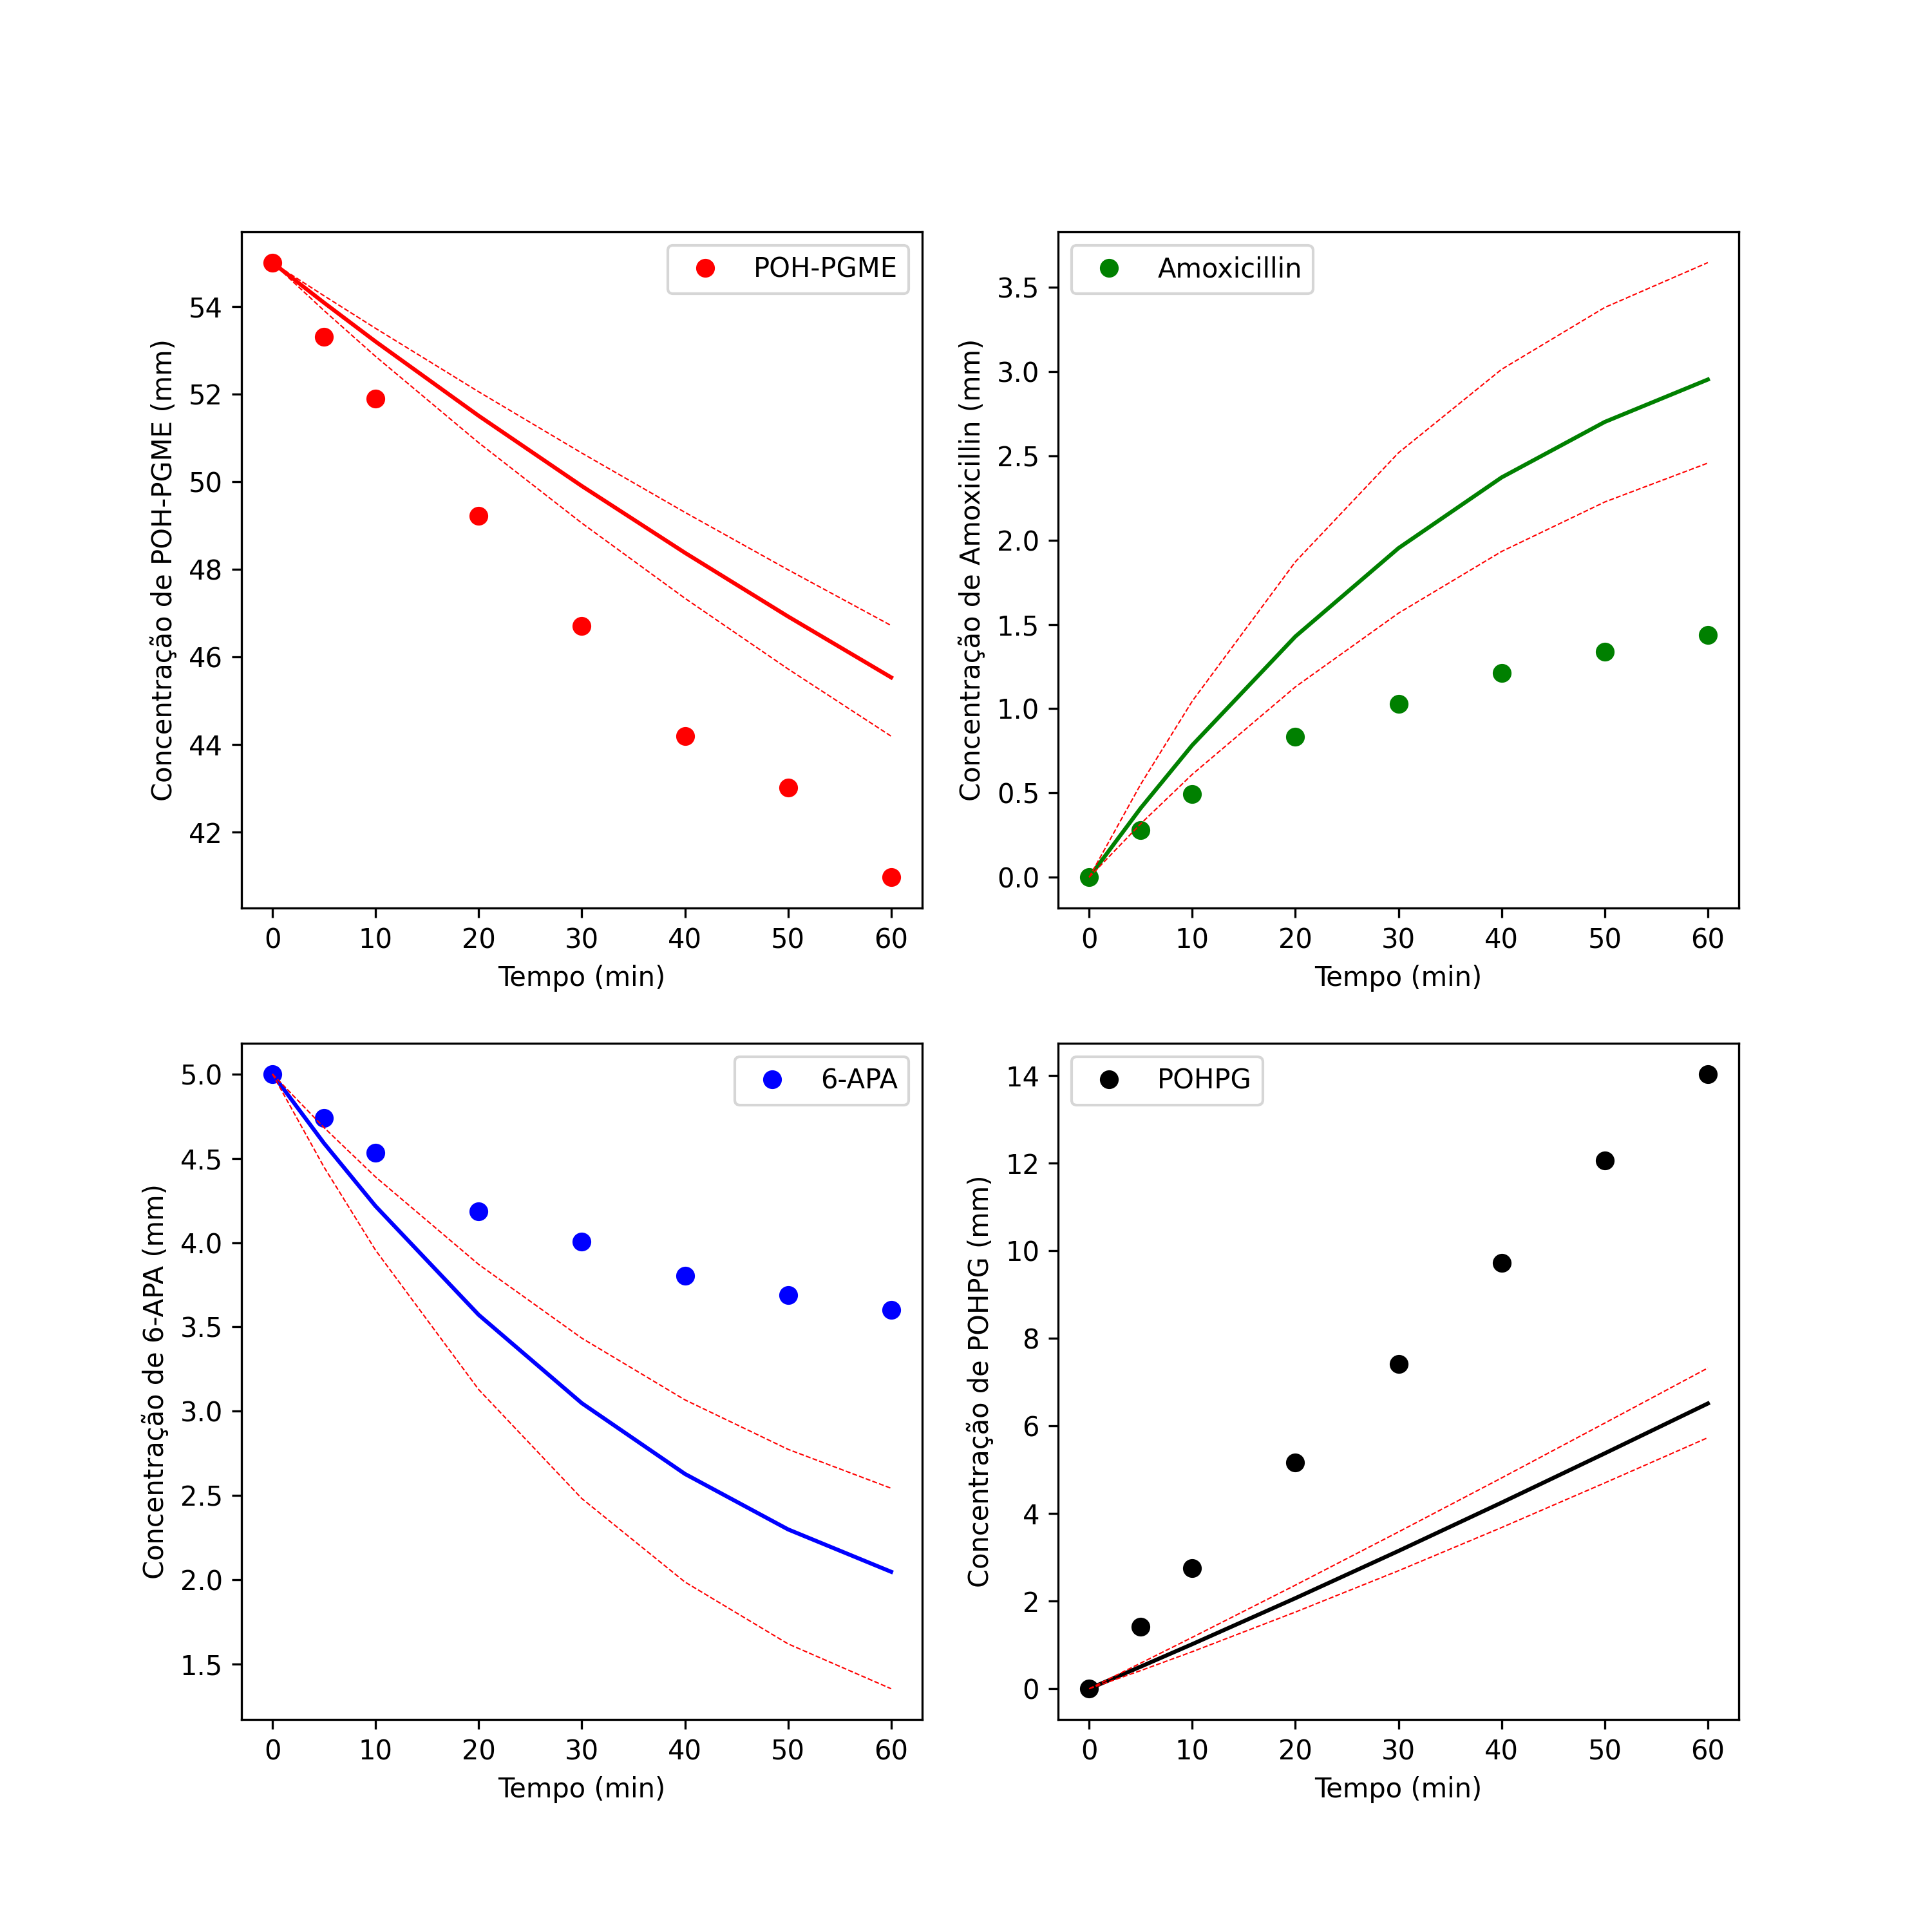 POH-PGME
Concentração de POH-PGME (mm)
54
52
50
48
46
44
42
0 10 20 30 40 50 60
Tempo (min)
Amoxicillin
Concentração de Amoxicillin (mm)
3.5
3.0
2.5
2.0
1.5
1.0
0.5
0.0
0 10 20 30 40 50 60
Tempo (min)
6-APA
Concentração de 6-APA (mm)
5.0
4.5
4.0
3.5
3.0
2.5
2.0
1.5
0 10 20 30 40 50 60
Tempo (min)
POHPG
Concentração de POHPG (mm)
14
12
10
8
6
4
2
0
0 10 20 30 40 50 60
Tempo (min)